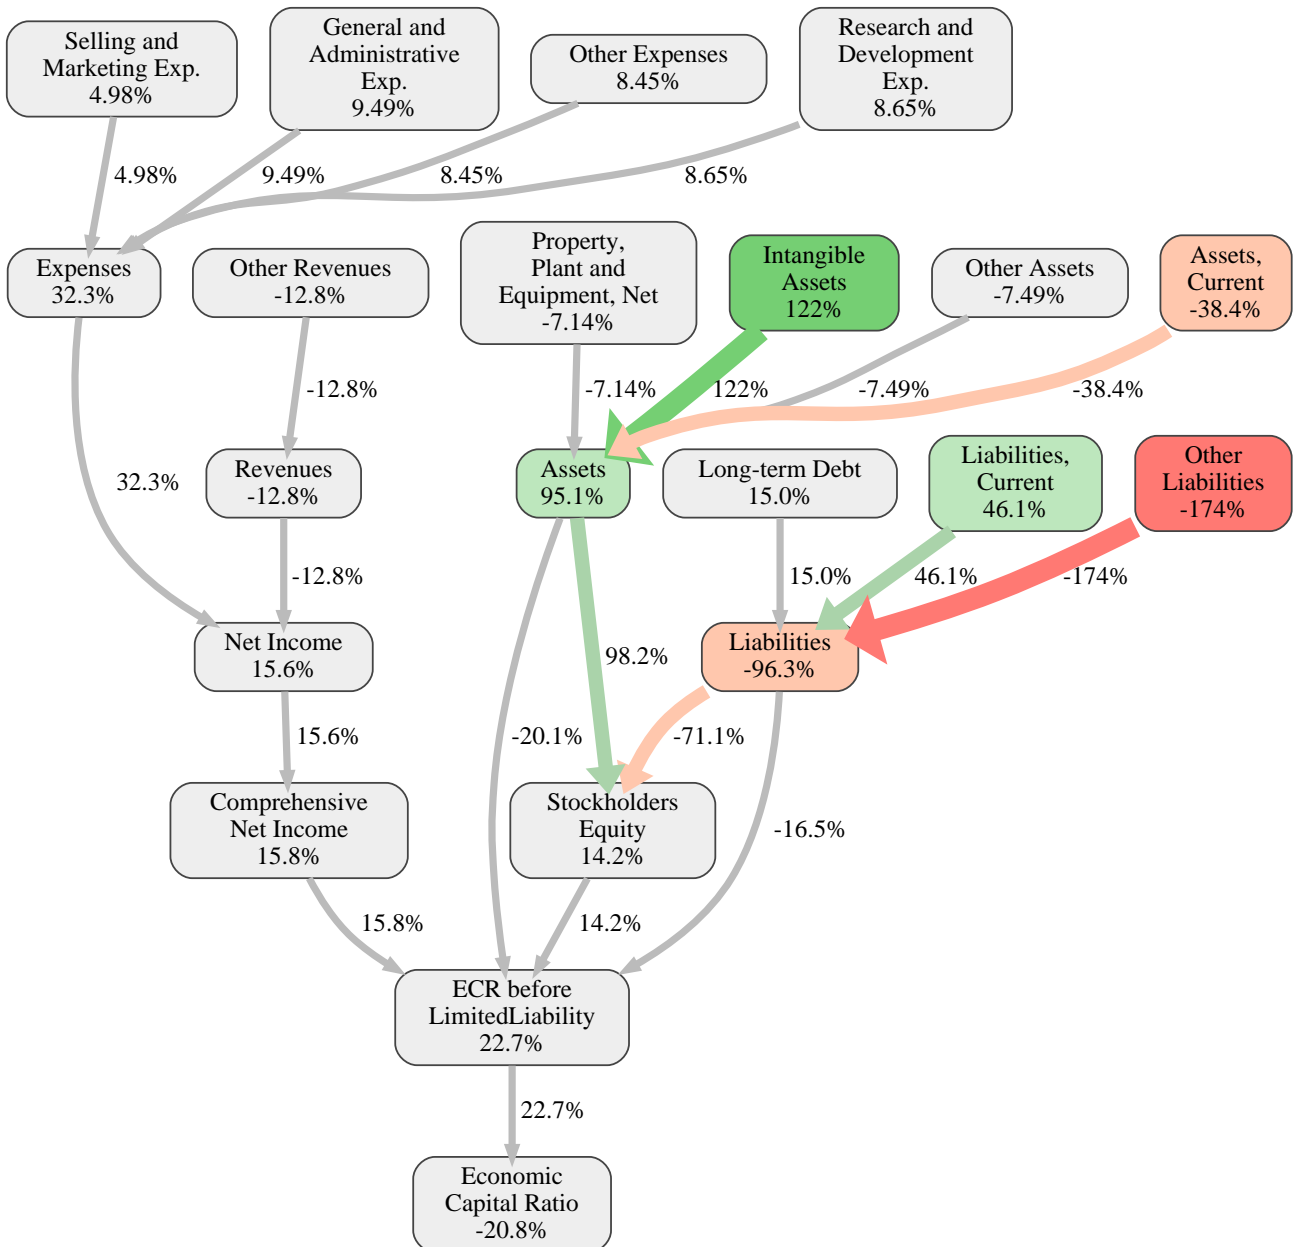 Selling and
Marketing Exp.
4.98%
General and
Administrative
Exp.
9.49%
Other Expenses
8.45%
Research and
Development
Exp.
8.65%
4.98%
9.49%
8.45%
8.65%
Expenses
32.3%
Other Revenues
-12.8%
Property,
Plant and
Equipment, Net
-7.14%
Intangible
Assets
122%
Other Assets
-7.49%
Assets,
Current
-38.4%
-12.8%
-7.14%
122%
-7.49%
-38.4%
32.3%
Revenues
-12.8%
Assets
95.1%
Long-term Debt
15.0%
Liabilities,
Current
46.1%
Other
Liabilities
-174%
-12.8%
15.0%
46.1%
-174%
Net Income
15.6%
98.2%
Liabilities
-96.3%
15.6%
-20.1%
-71.1%
Comprehensive
Net Income
15.8%
Stockholders
Equity
14.2%
-16.5%
15.8%
14.2%
ECR before
LimitedLiability
22.7%
22.7%
Economic
Capital Ratio
-20.8%